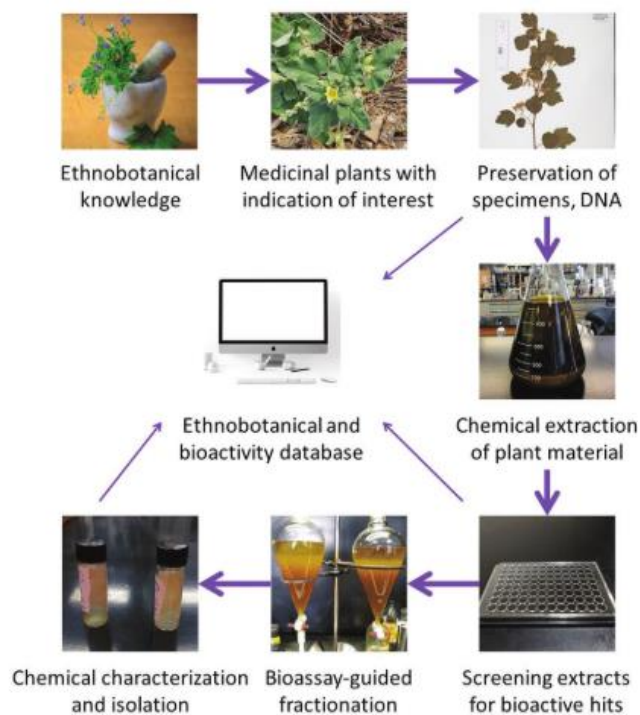 Ethnobotanical
knowledge
Medicinal plants with
indication of interest
Preservation of
specimens, DNA
Ethnobotanical and
bioactivity database
Chemical extraction
of plant material
Chemical characterization
and isolation
Bioassay-guided
fractionation
Screening extracts
for bioactive hits